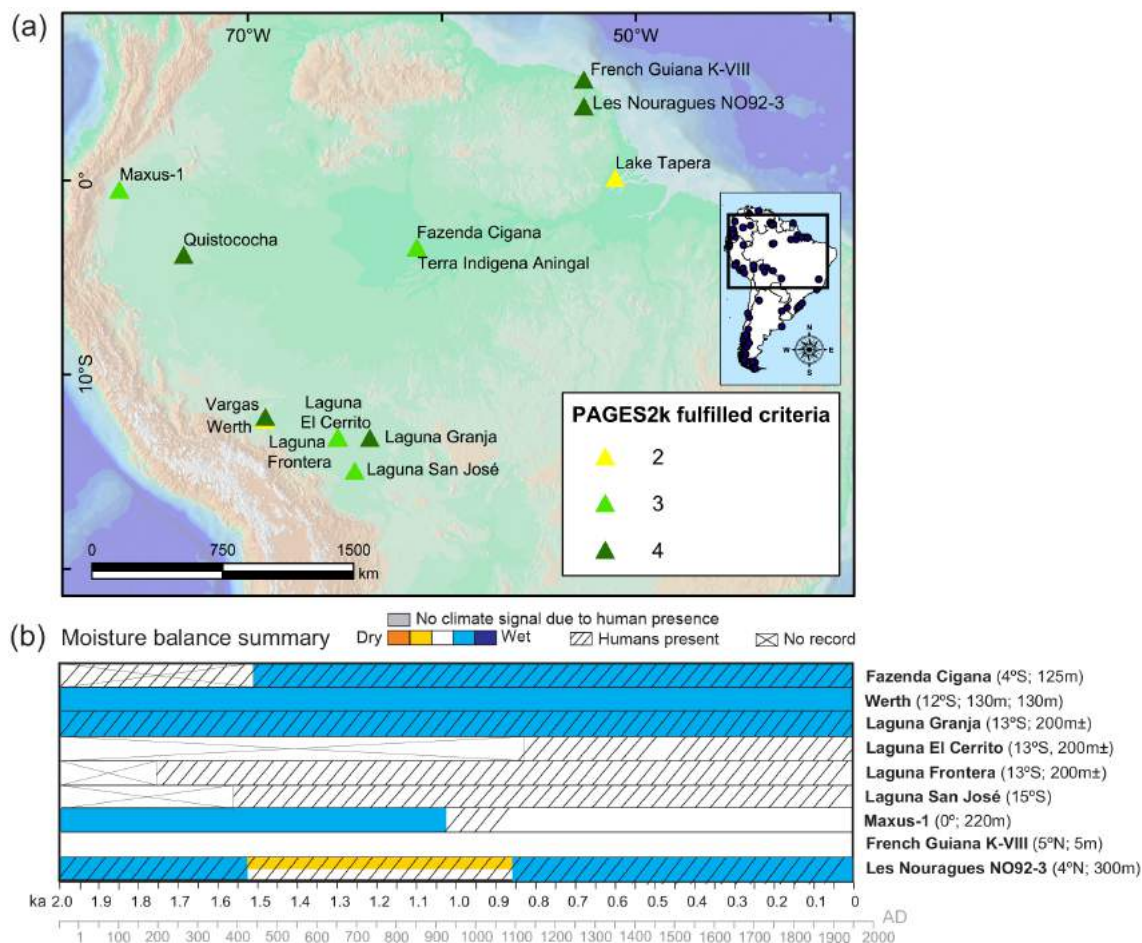 (a)
70°W
50°W
French Guiana K-VIII
Les Nouragues NO92-3
Lake Tapera
0°
Maxus-1
Quistococha
Fazenda Cigana
Terra Indigena Aningal
10°S
N
W
E
S
Vargas
Werth
Laguna
El Cerrito
Laguna
Frontera
Laguna Granja
Laguna San José
PAGES2k fulfilled criteria
2
3
4
0
750
1500
km
(b) Moisture balance summary
No climate signal due to human presence
Dry
Wet
Humans present
No record
Fazenda Cigana (4ºS; 125m)
Werth (12ºS; 130m; 130m)
Laguna Granja (13ºS; 200m±)
Laguna El Cerrito (13ºS, 200m±)
Laguna Frontera (13ºS; 200m±)
Laguna San José (15ºS)
Maxus-1 (0º; 220m)
French Guiana K-VIII (5ºN; 5m)
Les Nouragues NO92-3 (4ºN; 300m)
ka 2.0 1.9 1.8 1.7 1.6 1.5 1.4 1.3 1.2 1.1 1.0 0.9 0.8 0.7 0.6 0.5 0.4 0.3 0.2 0.1 0
AD
1 100 200 300 400 500 600 700 800 900 1000 1100 1200 1300 1400 1500 1600 1700 1800 1900 2000